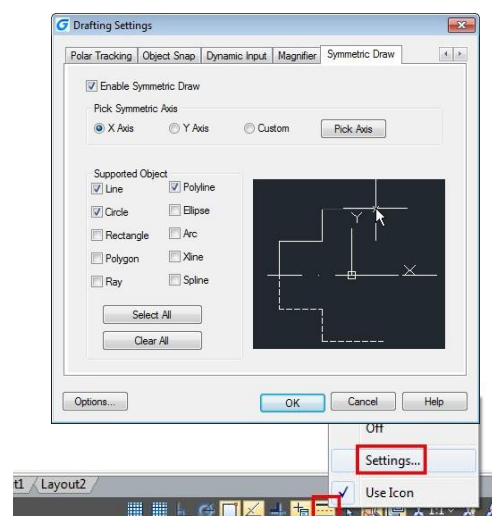 Drafting Settings
Polar Tracking Object Snap Dynamic Input Magnifier Symmetric Draw
Enable Symmetric Draw
Pick Symmetric Axis
X Axis Y Axis Custom Pick Axis
Supported Object
Line Polyline
Circle Ellipse
Rectangle Arc
Polygon Xline
Ray Spline
Select All
Clear All
Y
X
Options... OK Cancel Help
Off
Settings...
Layout2
Use Icon
1:1